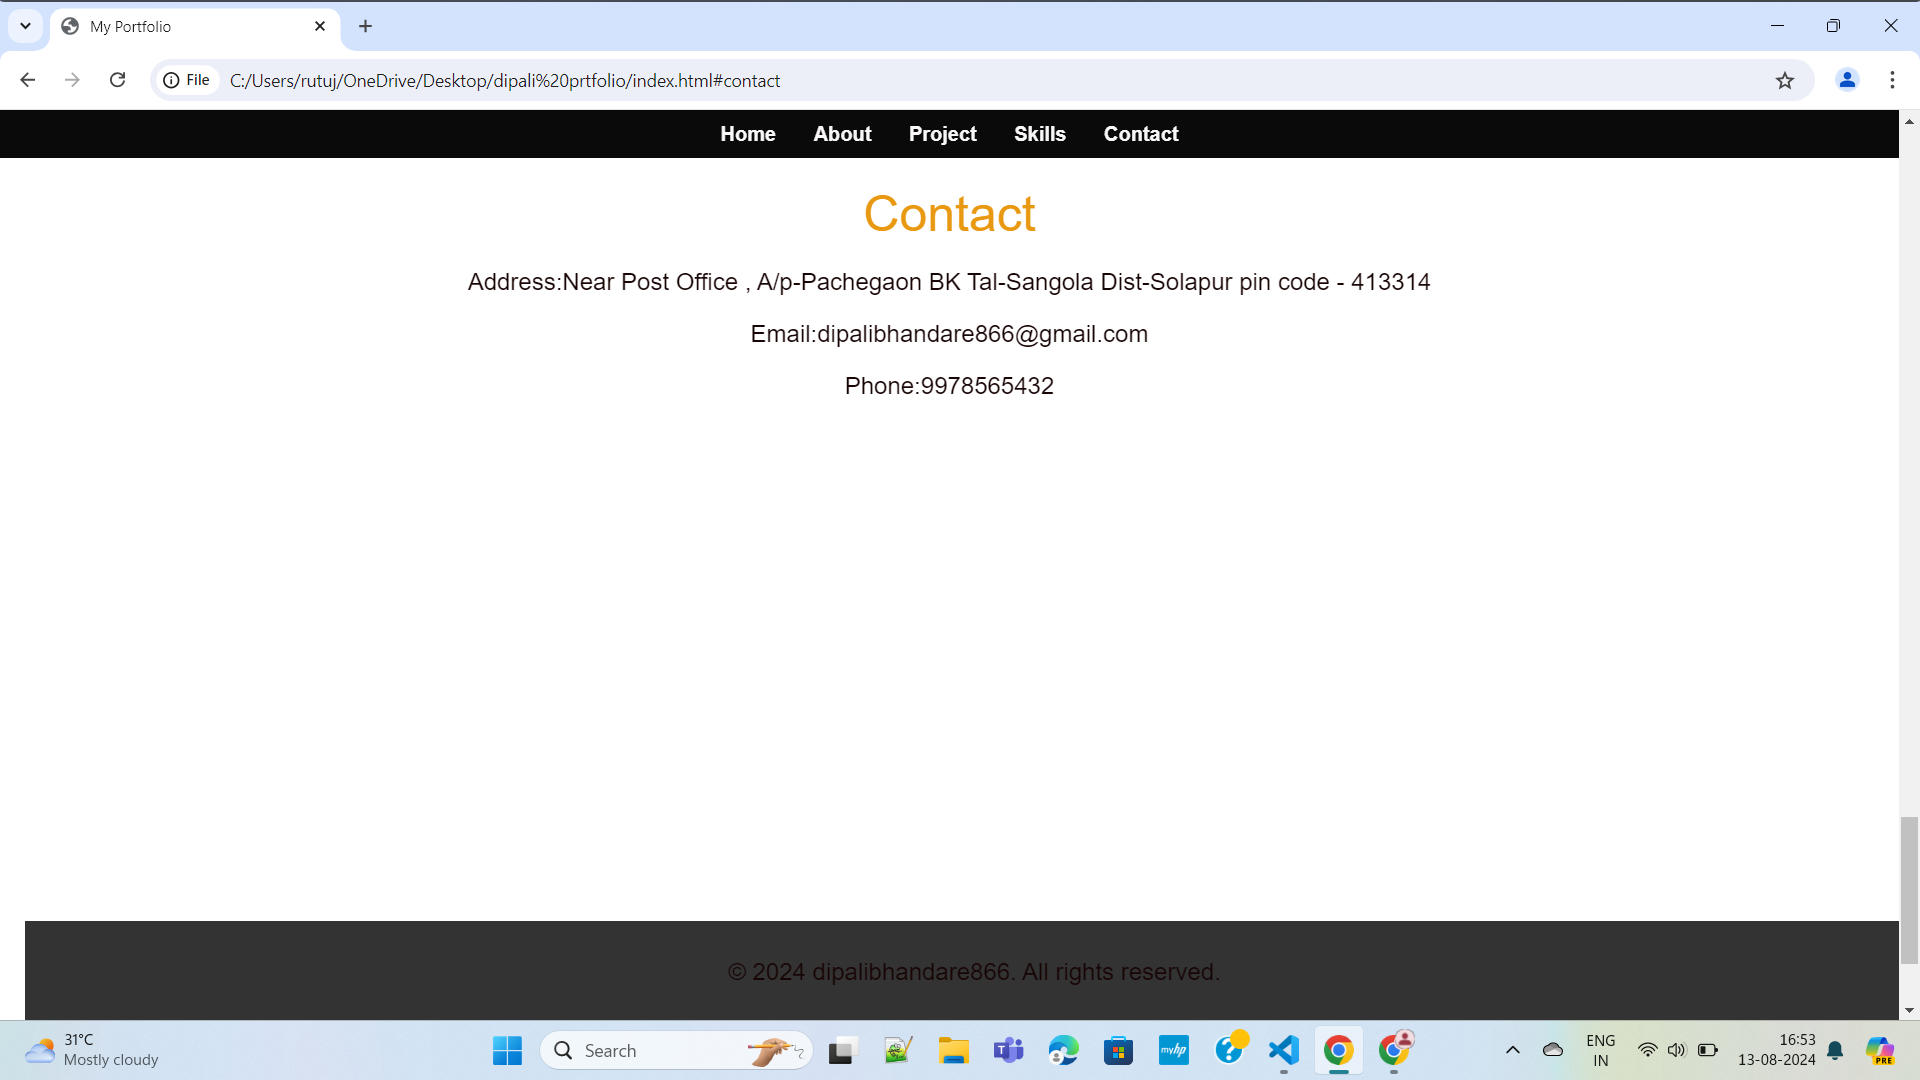 My Portfolio
File C:/Users/rutuj/OneDrive/Desktop/dipali%20prtfolio/index.html#contact
Home About Project Skills Contact
Contact
Address:Near Post Office , A/p-Pachegaon BK Tal-Sangola Dist-Solapur pin code - 413314
Email:dipalibhandare866@gmail.com
Phone:9978565432
© 2024 dipalibhandare866. All rights reserved.
31°C
Mostly cloudy
Search
myhp
ENG
IN
16:53
13-08-2024
PRE